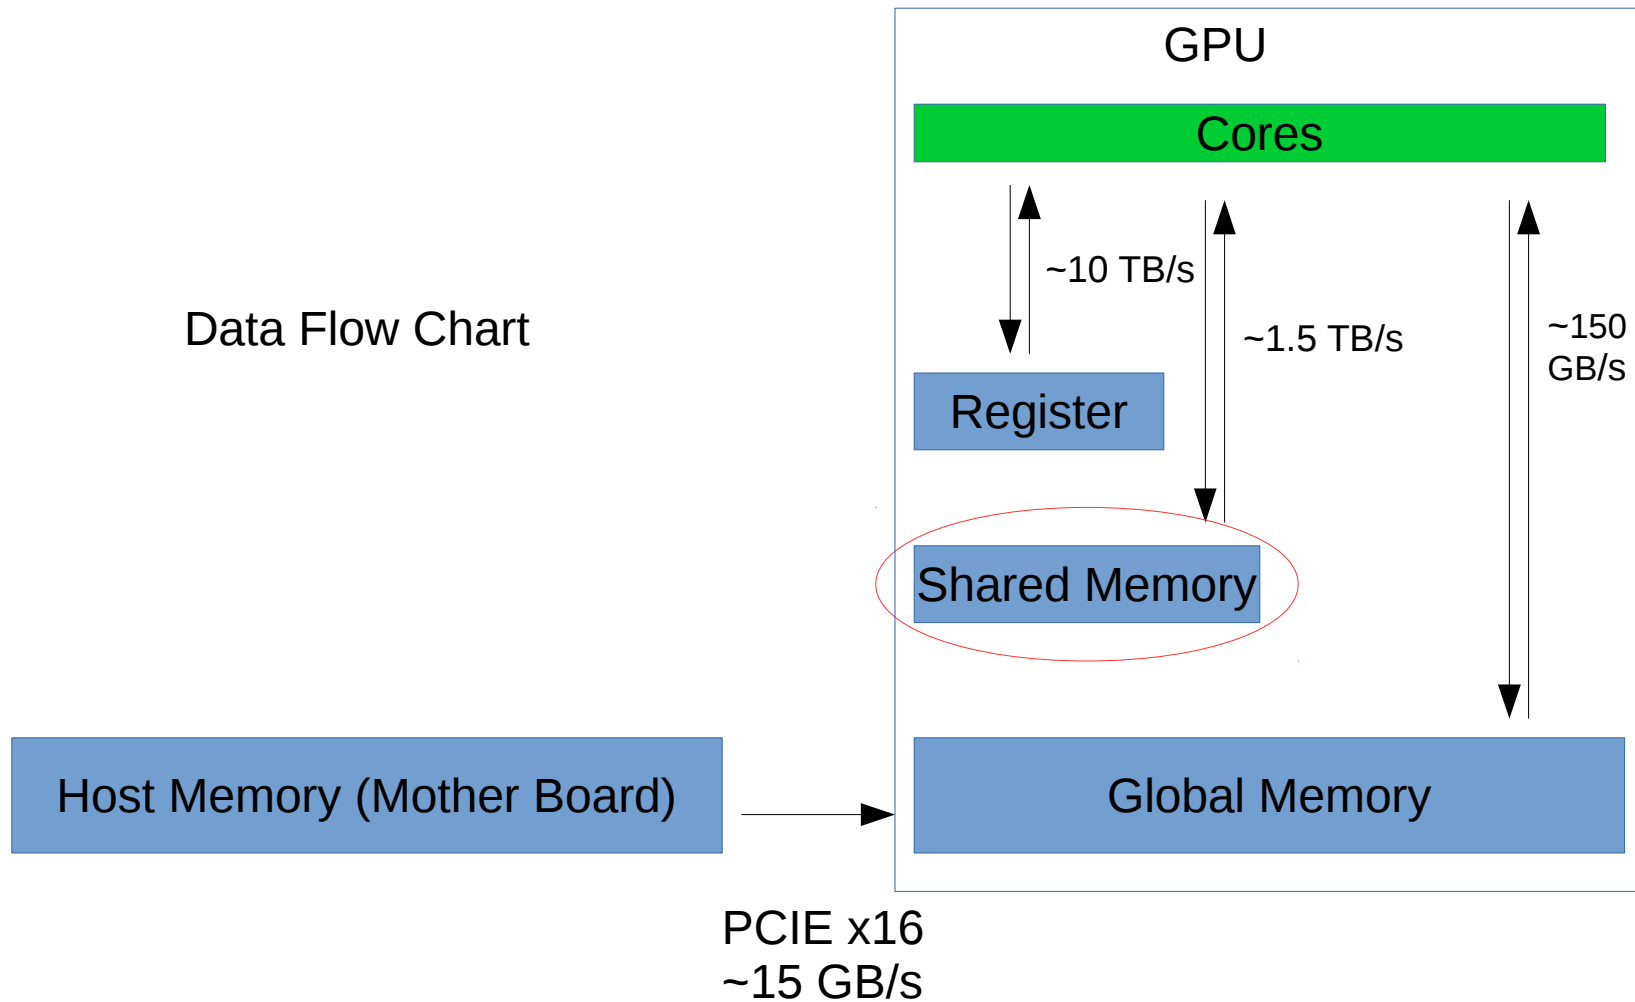 GPU
Cores
~10 TB/s
Data Flow Chart
~1.5 TB/s
~150
GB/s
Register
Shared Memory
Host Memory (Mother Board)
Global Memory
PCIE x16
~15 GB/s